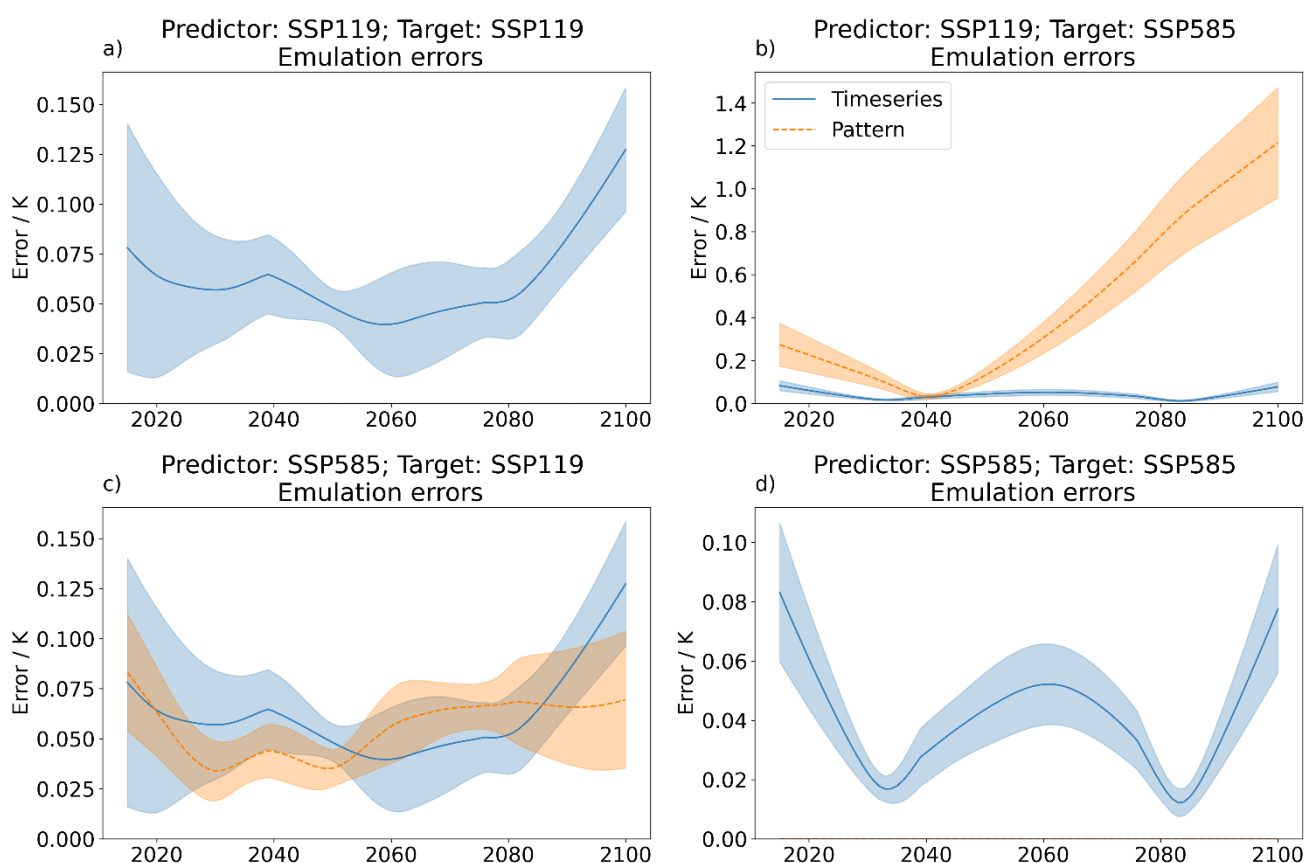 Predictor: SSP119; Target: SSP119
a)
Emulation errors
0.150
0.125
0.100
0.075
0.050
0.025
0.000
Error / K
2020 2040 2060 2080 2100
Predictor: SSP119; Target: SSP585
b)
Emulation errors
Timeseries
Pattern
1.4
1.2
1.0
0.8
0.6
0.4
0.2
0.0
Error / K
2020 2040 2060 2080 2100
Predictor: SSP585; Target: SSP119
c)
Emulation errors
0.150
0.125
0.100
0.075
0.050
0.025
0.000
Error / K
2020 2040 2060 2080 2100
Predictor: SSP585; Target: SSP585
d)
Emulation errors
0.10
0.08
0.06
0.04
0.02
0.00
Error / K
2020 2040 2060 2080 2100